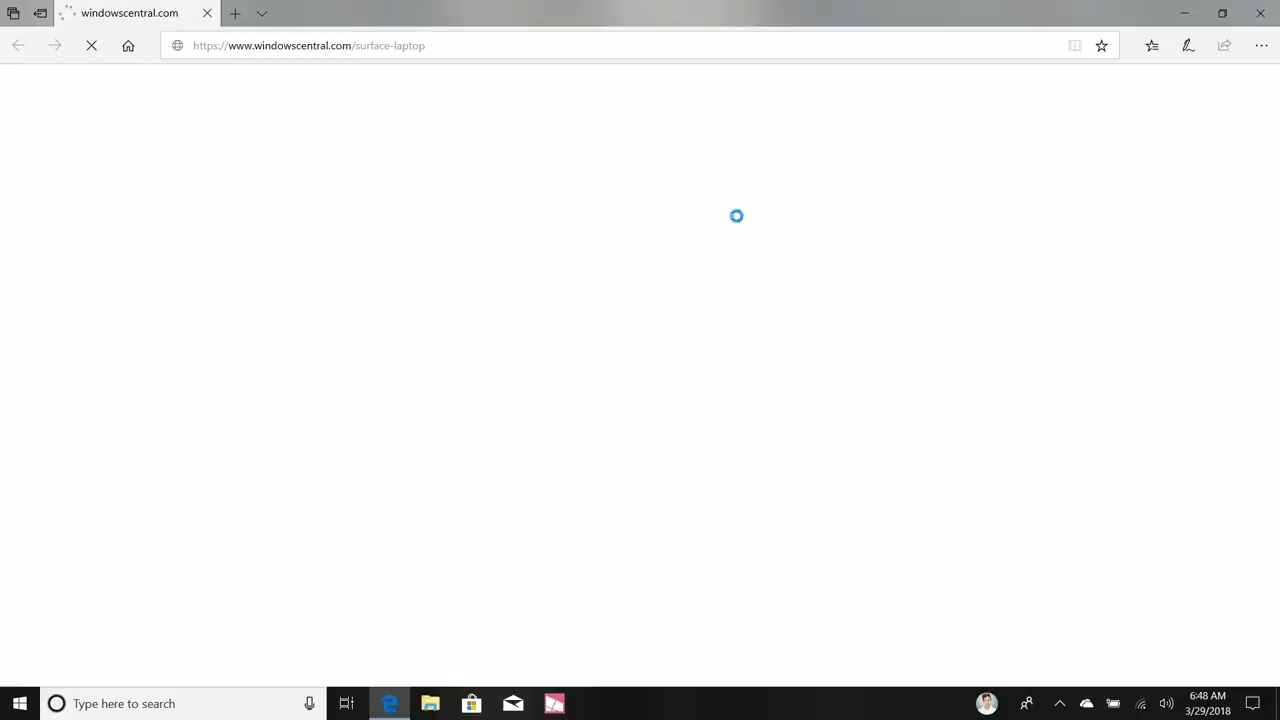 windowscentral.com
https://www.windowscentral.com/surface-laptop
Type here to search
6:48 AM
3/29/2018